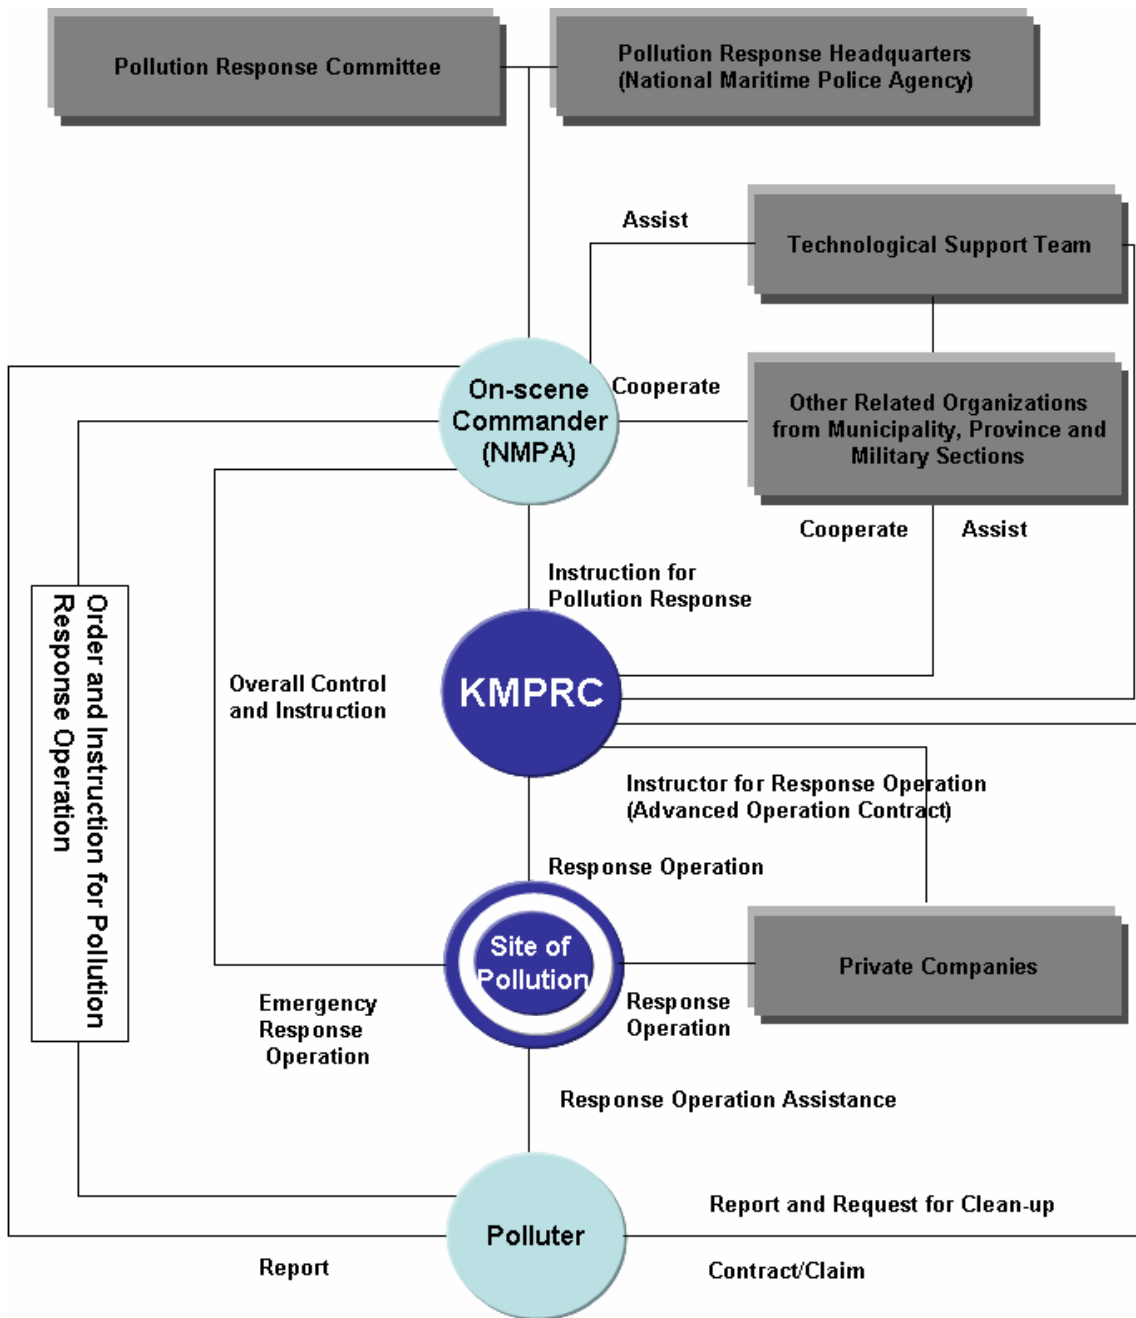 Pollution Response Committee
Pollution Response Headquarters
(National Maritime Police Agency)
Assist
Technological Support Team
On-scene
Commander
(NMPA)
Cooperate
Other Related Organizations
from Municipality, Province and
Military Sections
Cooperate
Assist
Instruction for
Pollution Response
Order and Instruction for Pollution
Response Operation
Overall Control
and Instruction
KMPRC
Instructor for Response Operation
(Advanced Operation Contract)
Response Operation
Site of
Pollution
Private Companies
Emergency
Response
Operation
Response
Operation
Response Operation Assistance
Polluter
Report and Request for Clean-up
Report
Contract/Claim